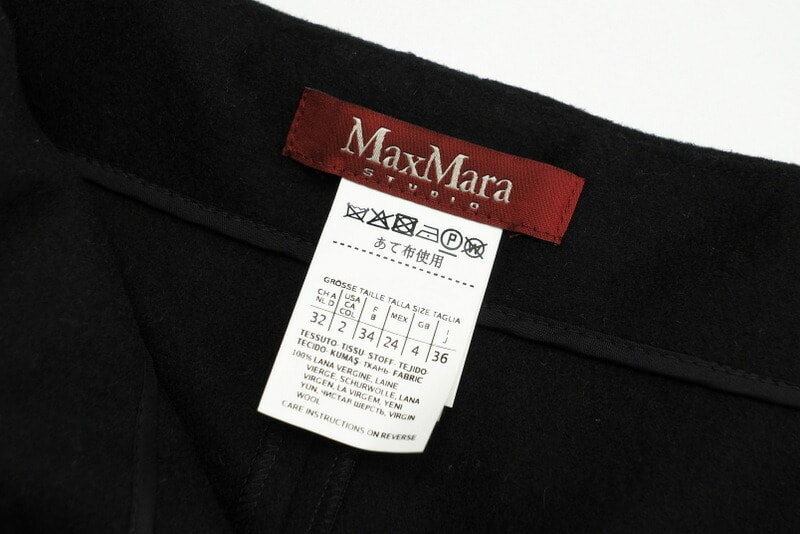 MaxMara
STUDIO
P W
あて布使用
GRÖSSE TAILLE TALLA SIZE TAGLIA
CH A NL D USA CA COL F B MEX GB I J
32 2 34 24 4 36
TESSUTO-TISSU-STOFF-TEJIDO-
TECIDO-KUMAŞ-ТКАНЬ-FABRIC
100% LANA VERGINE, LAINE
VIERGE, SCHURWOLLE, LANA
VIRGEN, LA VIRGEM, YENI
YUN, ЧИСТАЯ ШЕРСТЬ, VIRGIN
WOOL
CARE INSTRUCTIONS ON REVERSE